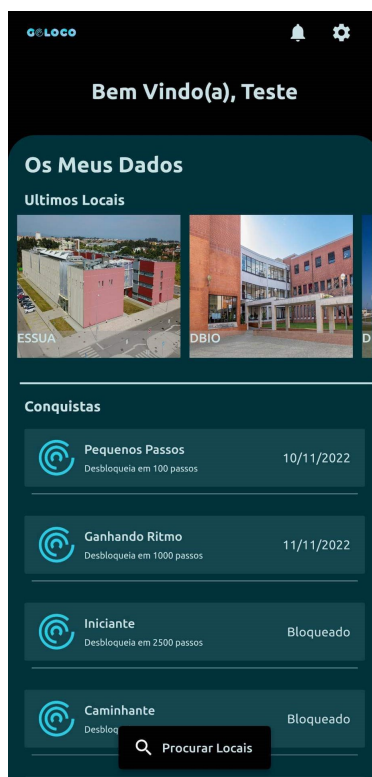 GOLOCO
Bem Vindo(a), Teste
Os Meus Dados
Ultimos Locais
ESSUA
DBIO
D
Conquistas
Pequenos Passos
Desbloqueia em 100 passos
10/11/2022
Ganhando Ritmo
Desbloqueia em 1000 passos
11/11/2022
Iniciante
Desbloqueia em 2500 passos
Bloqueado
Caminhante
Desbloq
Bloqueado
Procurar Locais